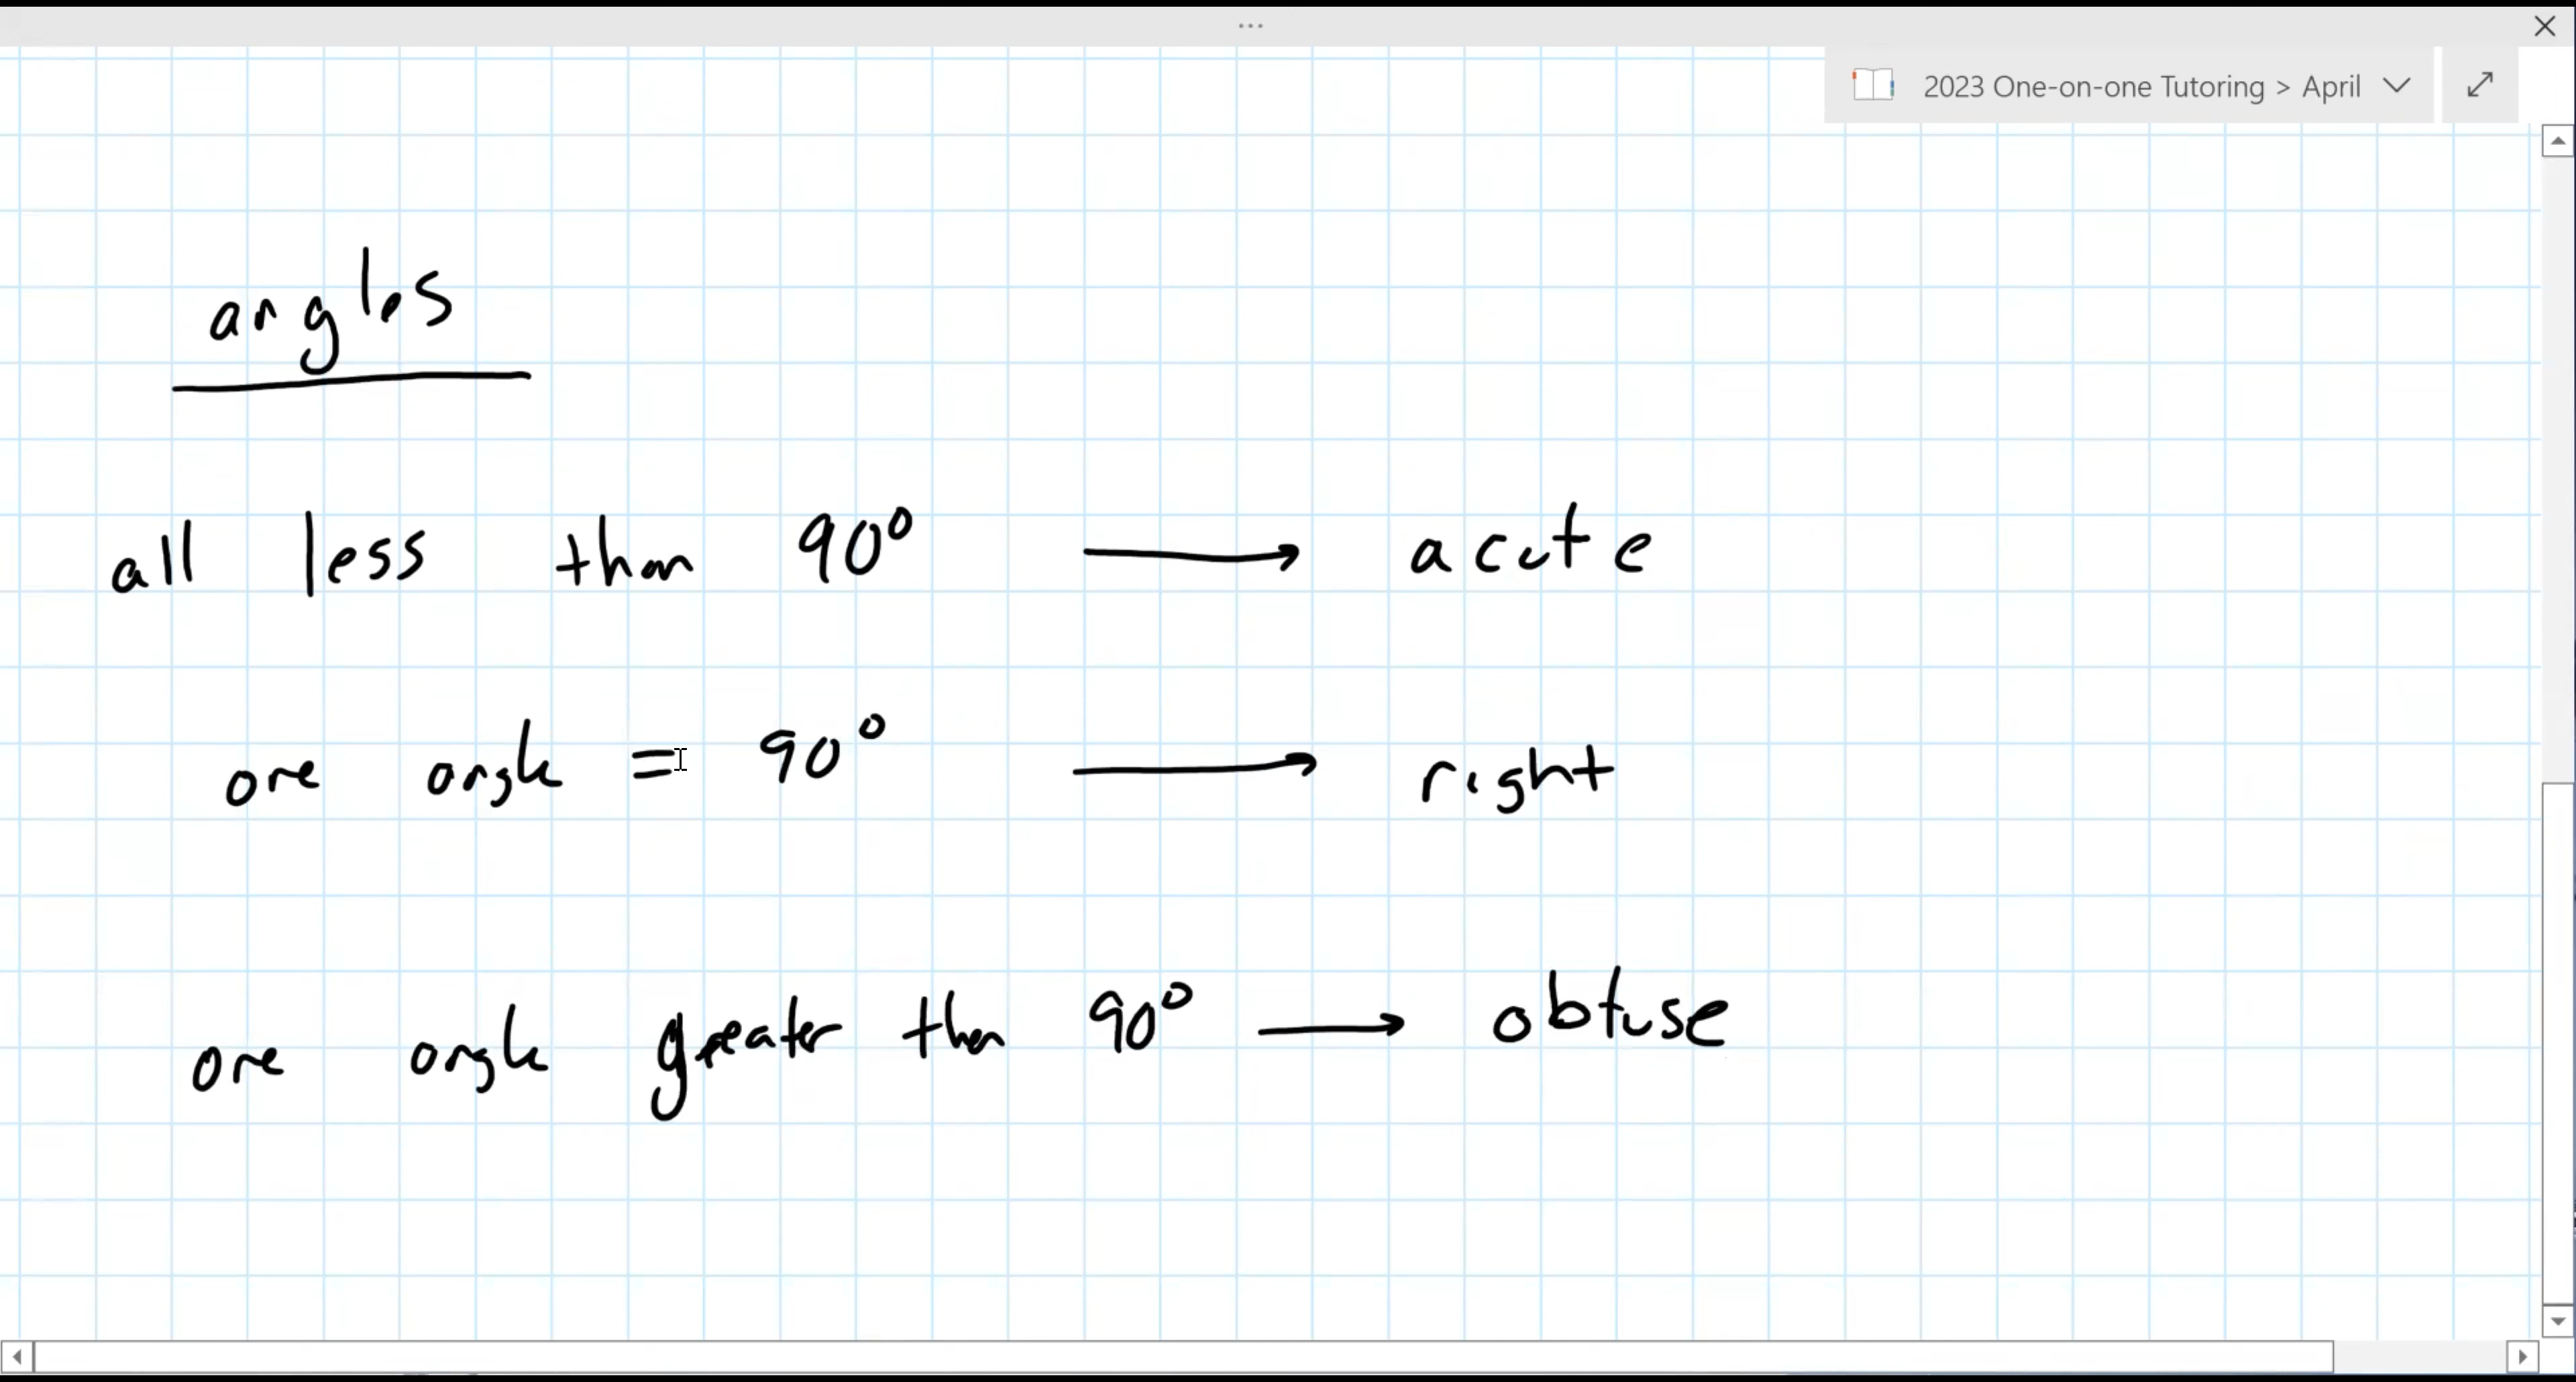 ...
2023 One-on-one Tutoring > April
angles
all less than 90° → acute
one angle = 90° → right
one angle greater then 90° → obtuse